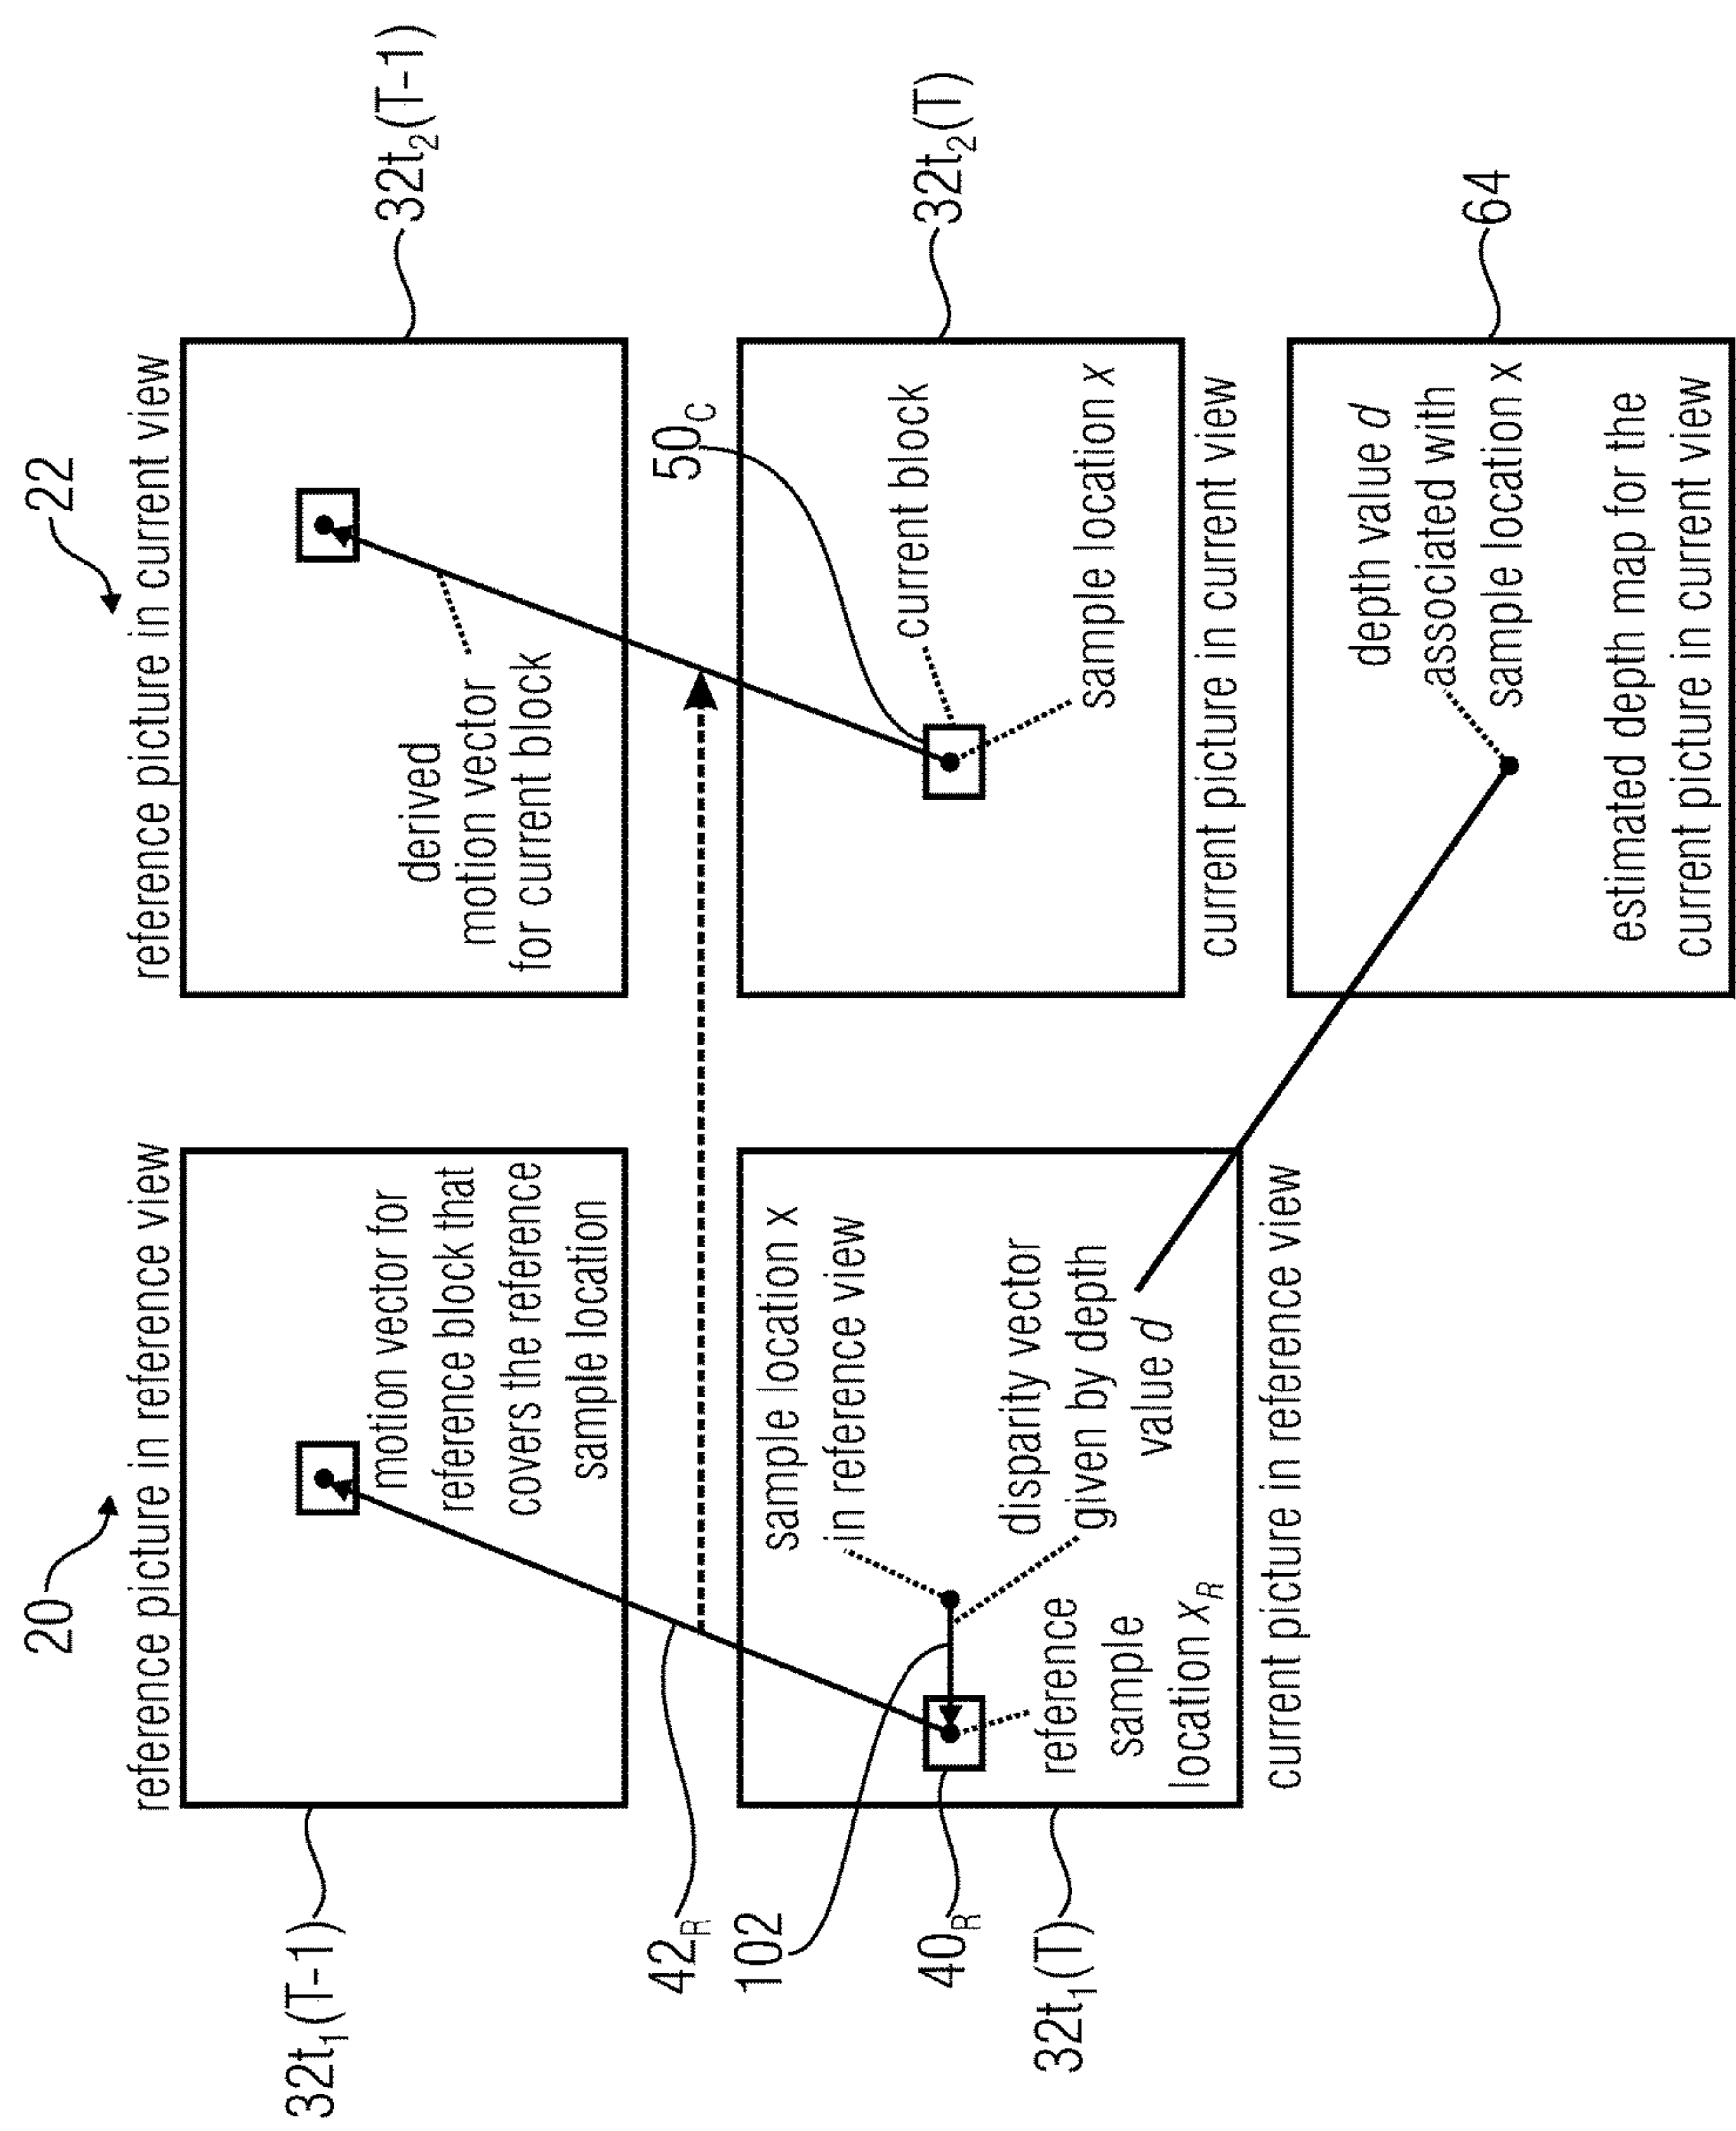 20
22
reference picture in reference view
reference picture in current view
32t1(T-1)
motion vector for
reference block that
covers the reference
sample location
derived
motion vector
for current block
32t2(T-1)
42R
102
50C
40R
32t1(T)
sample location x
in reference view
disparity vector
given by depth
value d
reference
sample
location xR
current picture in reference view
current block
sample location x
32t2(T)
current picture in current view
depth value d
associated with
sample location x
64
estimated depth map for the
current picture in current view